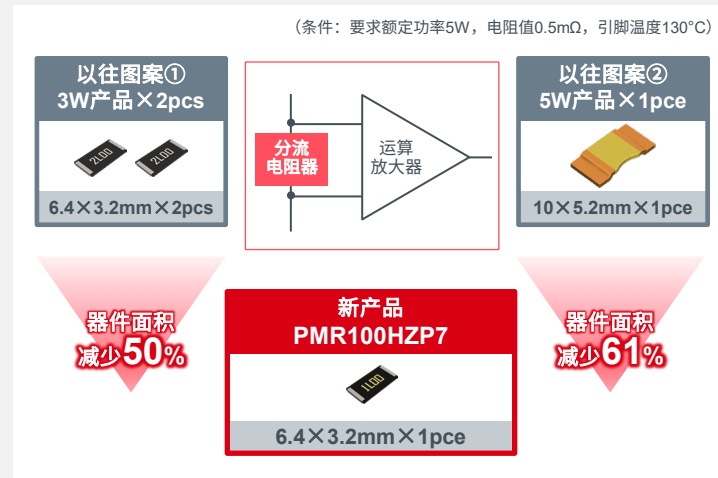 （条件：要求额定功率5W，电阻值0.5mΩ，引脚温度130°C）
以往图案①
3W产品×2pcs
2L00
2L00
6.4×3.2mm×2pcs
分流
电阻器
运算
放大器
以往图案②
5W产品×1pce
10×5.2mm×1pce
器件面积
减少50%
新产品
PMR100HZP7
1L00
6.4×3.2mm×1pce
器件面积
减少61%